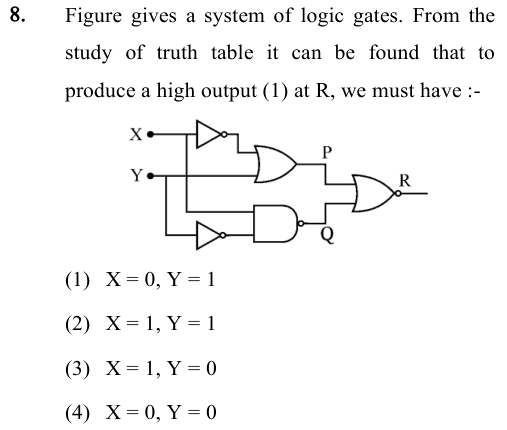 8. Figure gives a system of logic gates. From the
study of truth table it can be found that to
produce a high output (1) at R, we must have :-
X
P
Y
R
Q
(1) X = 0, Y = 1
(2) X = 1, Y = 1
(3) X = 1, Y = 0
(4) X = 0, Y = 0